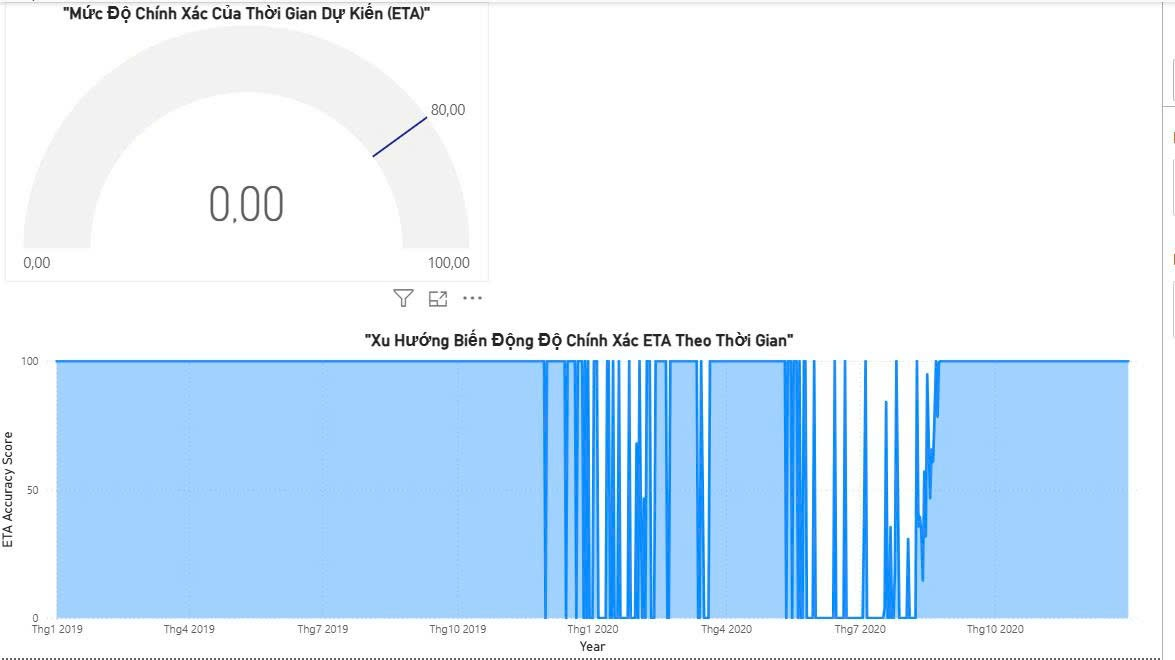 "Mức Độ Chính Xác Của Thời Gian Dự Kiến (ETA)"
80,00
0,00
0,00
100,00
"Xu Hướng Biến Động Độ Chính Xác ETA Theo Thời Gian"
100
50
0
ETA Accuracy Score
Thg1 2019
Thg4 2019
Thg7 2019
Thg10 2019
Thg1 2020
Thg4 2020
Thg7 2020
Thg10 2020
Year